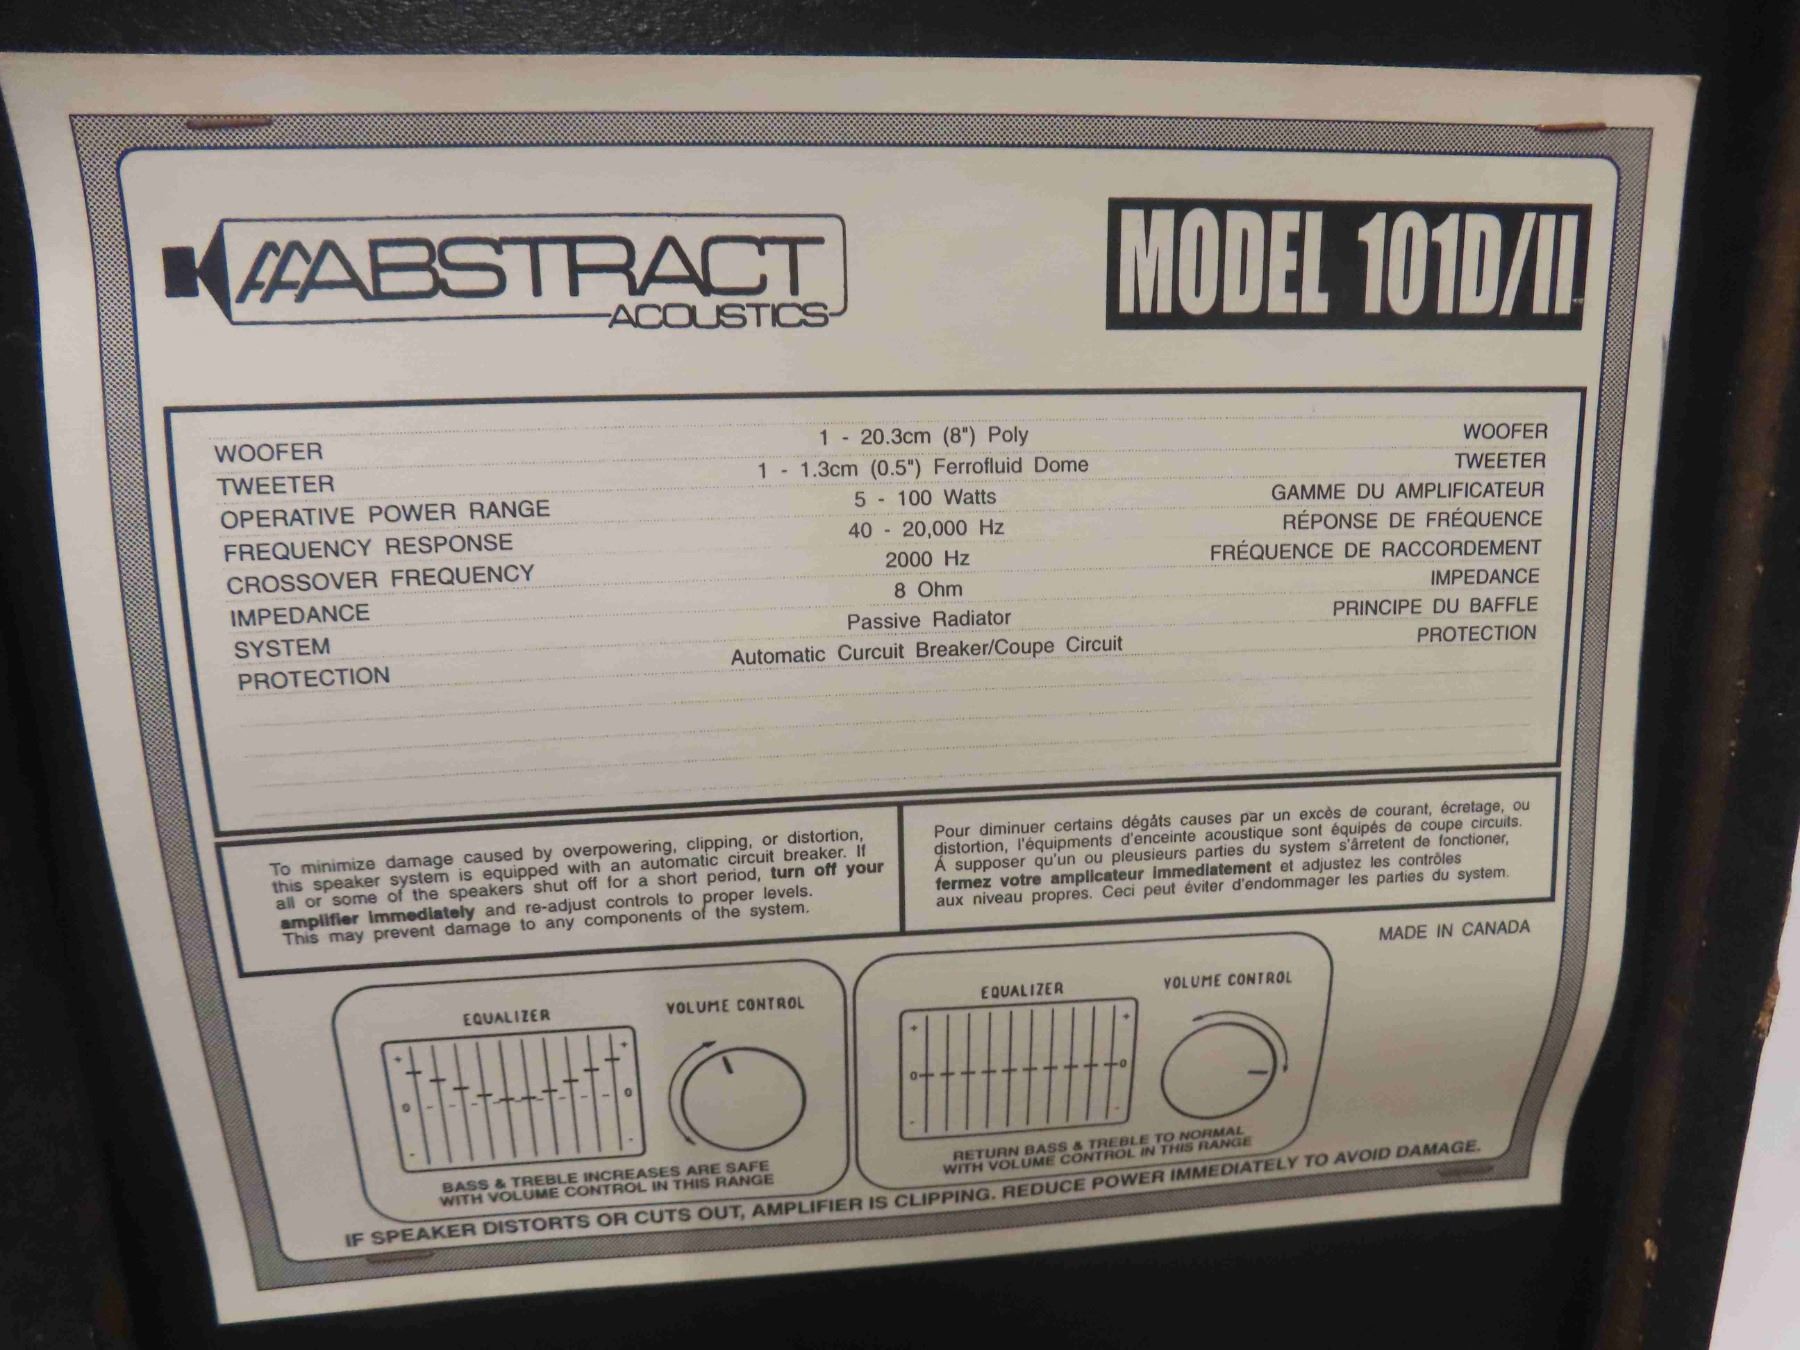 ABSTRACT
ACOUSTICS
MODEL 101D/II
WOOFER 1 - 20.3cm (8") Poly WOOFER
TWEETER 1 - 1.3cm (0.5") Ferrofluid Dome TWEETER
OPERATIVE POWER RANGE 5 - 100 Watts GAMME DU AMPLIFICATEUR
FREQUENCY RESPONSE 40 - 20,000 Hz RÉPONSE DE FRÉQUENCE
CROSSOVER FREQUENCY 2000 Hz FRÉQUENCE DE RACCORDEMENT
IMPEDANCE 8 Ohm IMPEDANCE
SYSTEM Passive Radiator PRINCIPE DU BAFFLE
PROTECTION Automatic Curcuit Breaker/Coupe Circuit PROTECTION
To minimize damage caused by overpowering, clipping, or distortion,
this speaker system is equipped with an automatic circuit breaker. If
all or some of the speakers shut off for a short period, turn off your
amplifier immediately and re-adjust controls to proper levels.
This may prevent damage to any components of the system.
Pour diminuer certains dégâts causes par un excès de courant, écretage, ou
distortion, l'équipments d'enceinte acoustique sont équipés de coupe circuits.
Á supposer qu'un ou pleusieurs parties du system s'ârretent de fonctioner,
fermez votre amplicateur immediatement et adjustez les contrôles
aux niveau propres. Ceci peut éviter d'endommager les parties du system.
MADE IN CANADA
EQUALIZER VOLUME CONTROL
+ +
0 0
- -
BASS & TREBLE INCREASES ARE SAFE
WITH VOLUME CONTROL IN THIS RANGE
EQUALIZER VOLUME CONTROL
+ +
0 0
- -
RETURN BASS & TREBLE TO NORMAL
WITH VOLUME CONTROL IN THIS RANGE
IF SPEAKER DISTORTS OR CUTS OUT, AMPLIFIER IS CLIPPING. REDUCE POWER IMMEDIATELY TO AVOID DAMAGE.